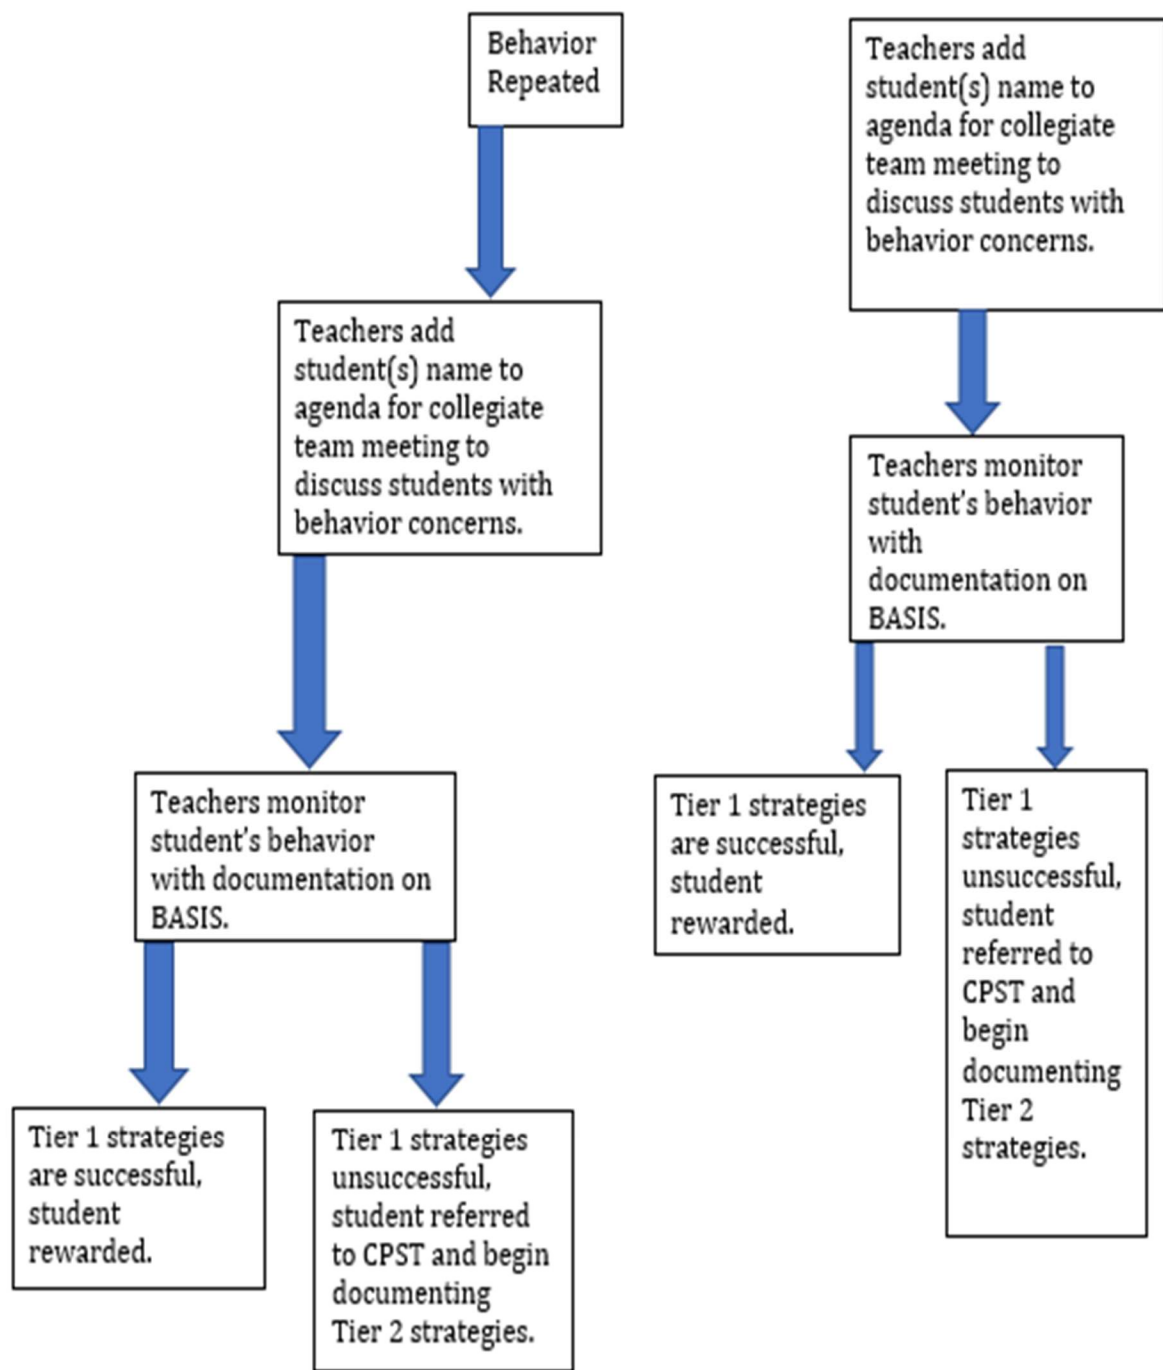 Behavior
Repeated
Teachers add
student(s) name to
agenda for collegiate
team meeting to
discuss students with
behavior concerns.
Teachers monitor
student's behavior
with documentation on
BASIS.
Tier 1 strategies
are successful,
student
rewarded.
Tier 1 strategies
unsuccessful,
student referred
to CPST and begin
documenting
Tier 2 strategies.
Teachers add
student(s) name to
agenda for collegiate
team meeting to
discuss students with
behavior concerns.
Teachers monitor
student's behavior
with
documentation on
BASIS.
Tier 1 strategies
are successful,
student
rewarded.
Tier 1
strategies
unsuccessful,
student
referred to
CPST and
begin
documenting
Tier 2
strategies.